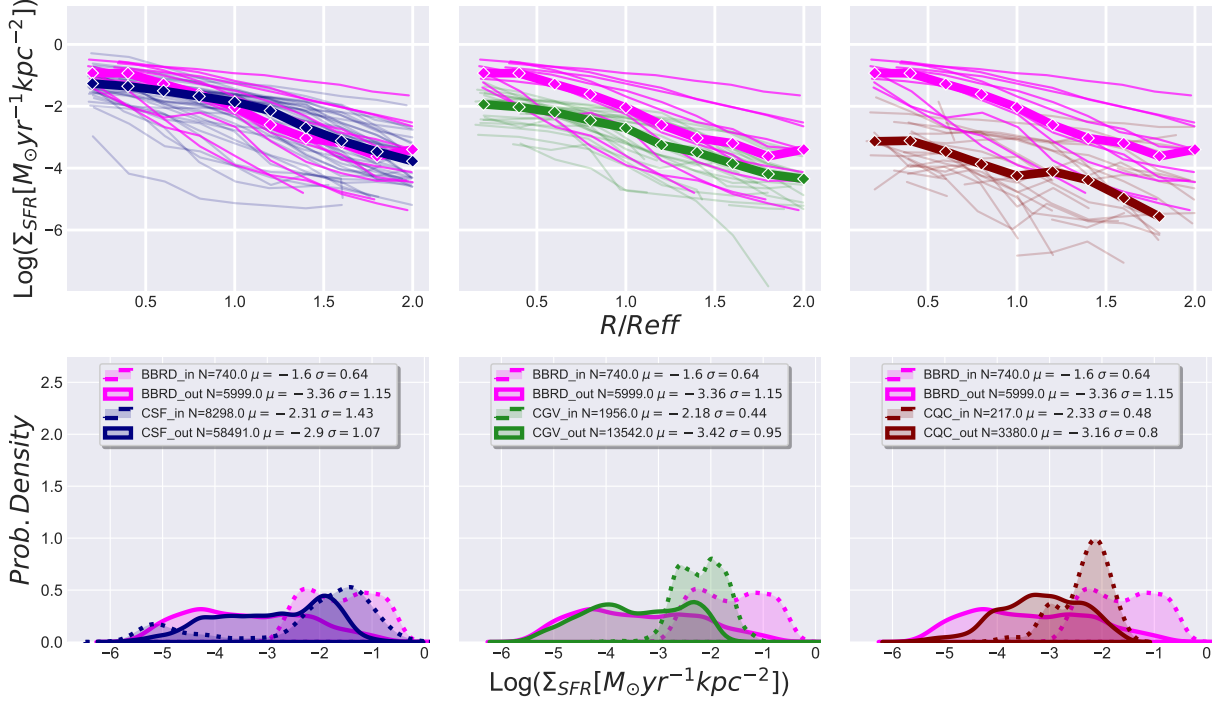 Log(Σ_SFR[M⊙yr⁻¹kpc⁻²])
0
−2
−4
−6
0.5 1.0 1.5 2.0
0.5 1.0 1.5 2.0
0.5 1.0 1.5 2.0
R/Reff
Prob. Density
2.5
2.0
1.5
1.0
0.5
0.0
BBRD_in N=740.0 μ = −1.6 σ = 0.64
BBRD_out N=5999.0 μ = −3.36 σ = 1.15
CSF_in N=8298.0 μ = −2.31 σ = 1.43
CSF_out N=58491.0 μ = −2.9 σ = 1.07
BBRD_in N=740.0 μ = −1.6 σ = 0.64
BBRD_out N=5999.0 μ = −3.36 σ = 1.15
CGV_in N=1956.0 μ = −2.18 σ = 0.44
CGV_out N=13542.0 μ = −3.42 σ = 0.95
BBRD_in N=740.0 μ = −1.6 σ = 0.64
BBRD_out N=5999.0 μ = −3.36 σ = 1.15
CQC_in N=217.0 μ = −2.33 σ = 0.48
CQC_out N=3380.0 μ = −3.16 σ = 0.8
−6 −5 −4 −3 −2 −1 0
−6 −5 −4 −3 −2 −1 0
−6 −5 −4 −3 −2 −1 0
Log(Σ_SFR[M⊙yr⁻¹kpc⁻²])